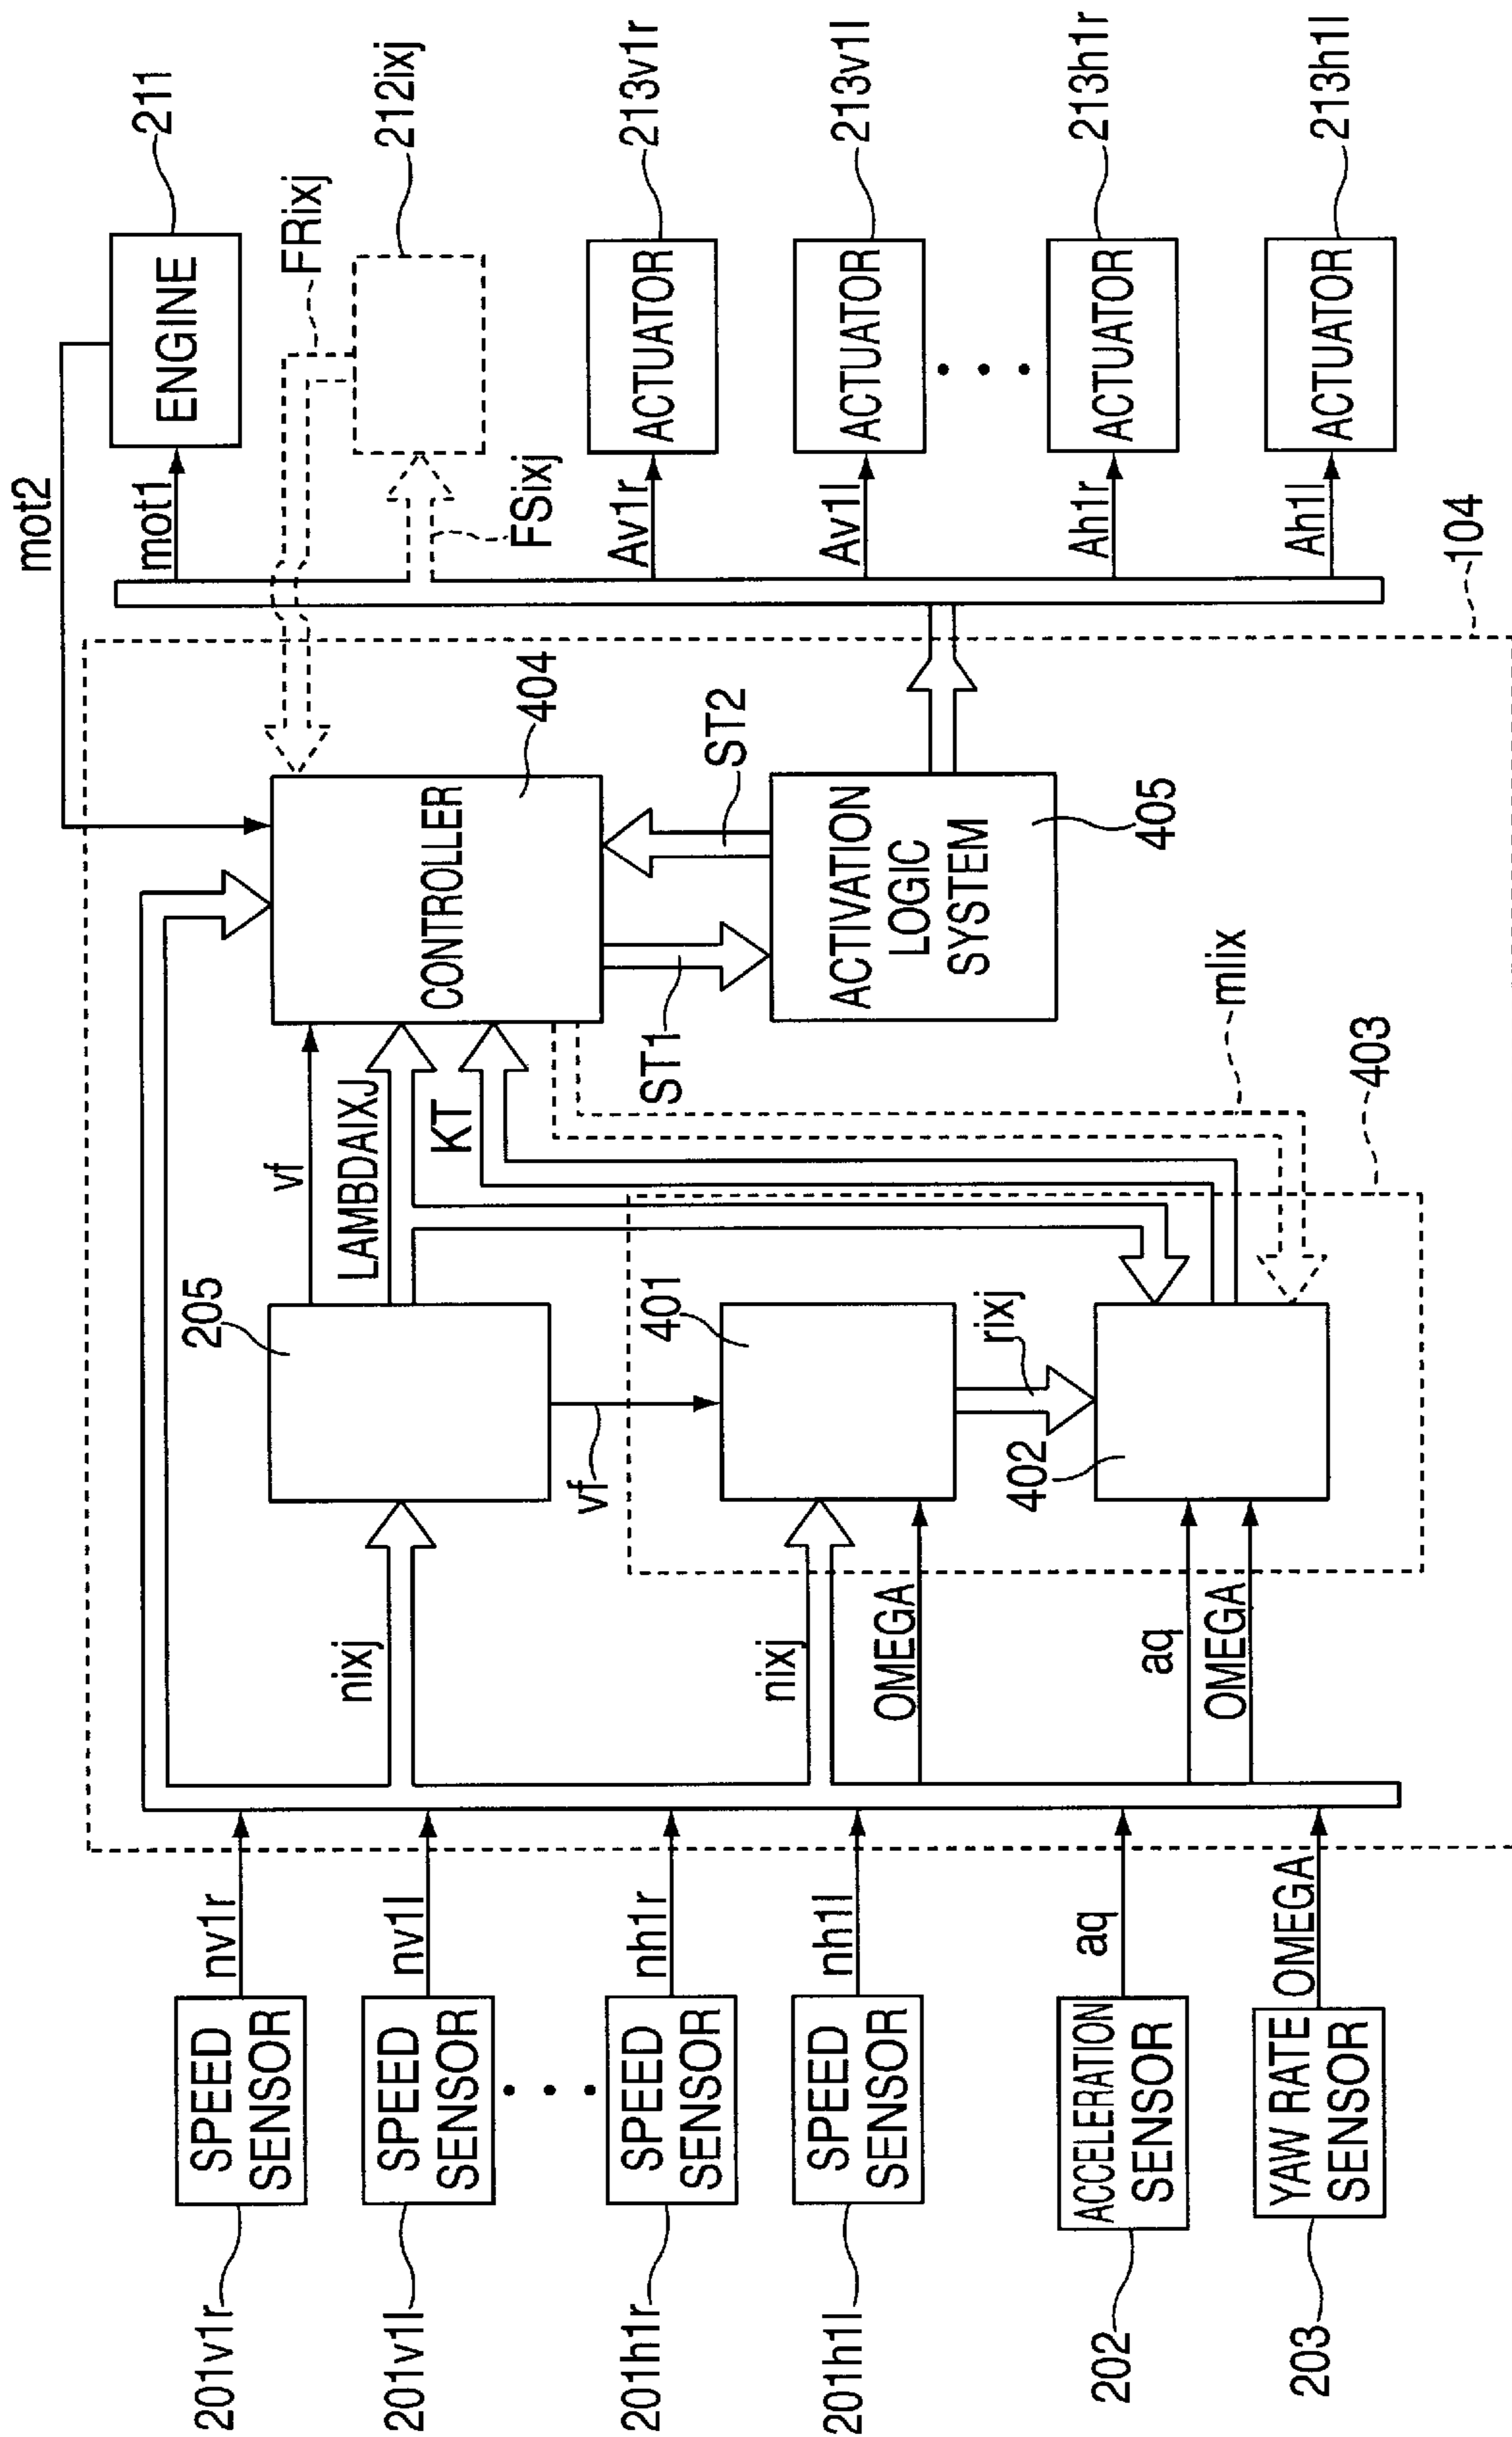 201v1r
SPEED
SENSOR
nv1r
201v1l
SPEED
SENSOR
nv1l
201h1r
SPEED
SENSOR
nh1r
201h1l
SPEED
SENSOR
nh1l
202
ACCELERATION
SENSOR
aq
203
YAW RATE
SENSOR
OMEGA
nixj
205
vf
vf
LAMBDAIXJ
KT
nixj
OMEGA
401
rixj
aq
OMEGA
402
403
mlix
CONTROLLER
404
ST1
ST2
ACTIVATION
LOGIC
SYSTEM
405
104
mot2
mot1
ENGINE
211
FRixj
FSixj
212ixj
Av1r
ACTUATOR
213v1r
Av1l
ACTUATOR
213v1l
Ah1r
ACTUATOR
213h1r
Ah1l
ACTUATOR
213h1l